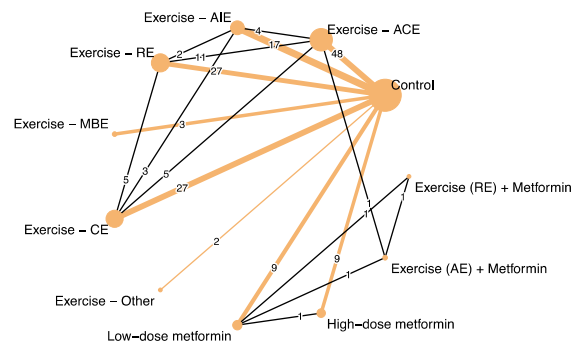 Exercise – AIE
4
Exercise – ACE
Exercise – RE
2
11
17
48
27
Control
Exercise – MBE
3
5
3
5
27
Exercise – CE
1
1
1
Exercise (RE) + Metformin
2
9
9
1
Exercise (AE) + Metformin
Exercise – Other
1
Low–dose metformin
High–dose metformin